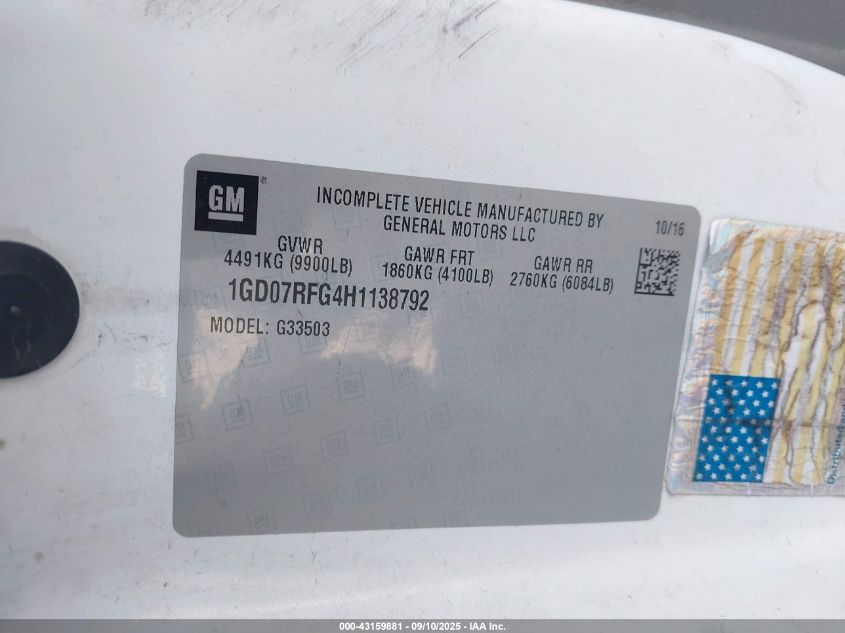 GM®
INCOMPLETE VEHICLE MANUFACTURED BY
GENERAL MOTORS LLC
10/16
GVWR
4491KG (9900LB)
GAWR FRT
1860KG (4100LB)
GAWR RR
2760KG (6084LB)
1GD07RFG4H1138792
MODEL: G33503
Distributed
000-43159881 - 09/10/2025 - IAA Inc.